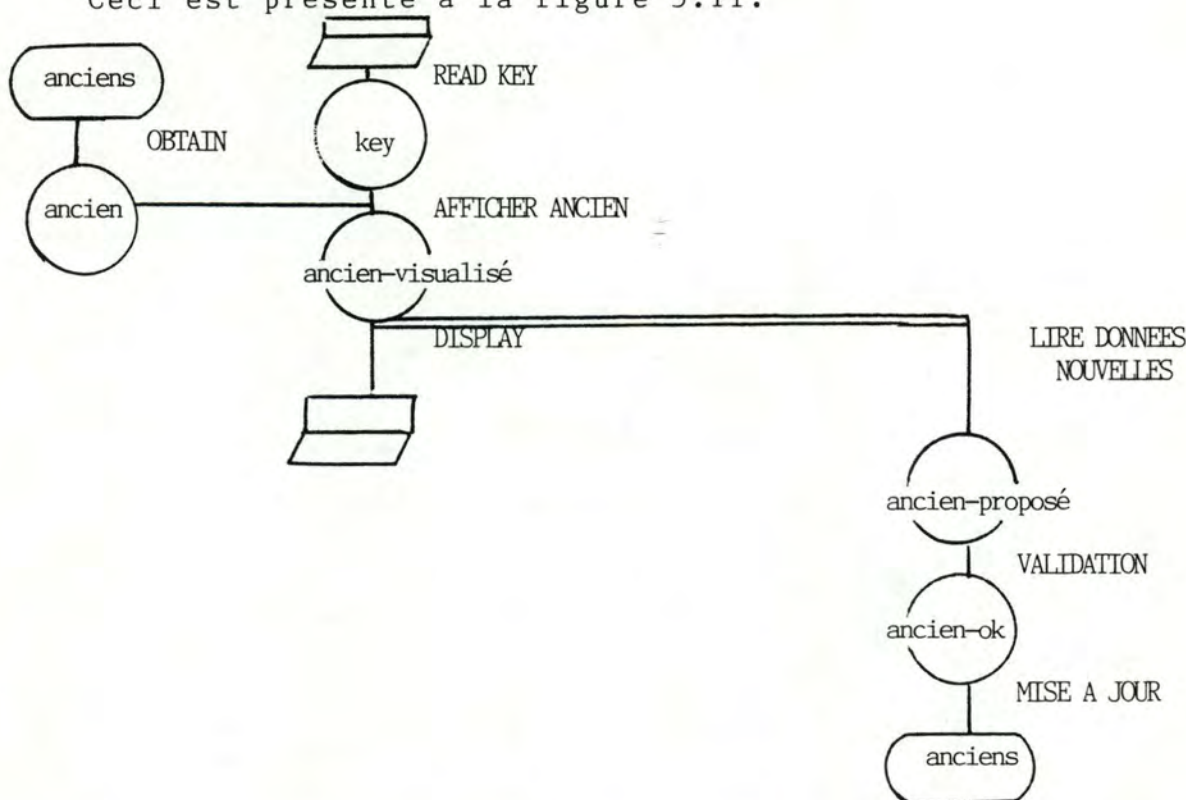 Ceci est présenté à la figure 5.11.
anciens
READ KEY
OBTAIN
key
ancien
AFFICHER ANCIEN
ancien-visualisé
DISPLAY
LIRE DONNEES
NOUVELLES
ancien-proposé
VALIDATION
ancien-ok
MISE A JOUR
anciens